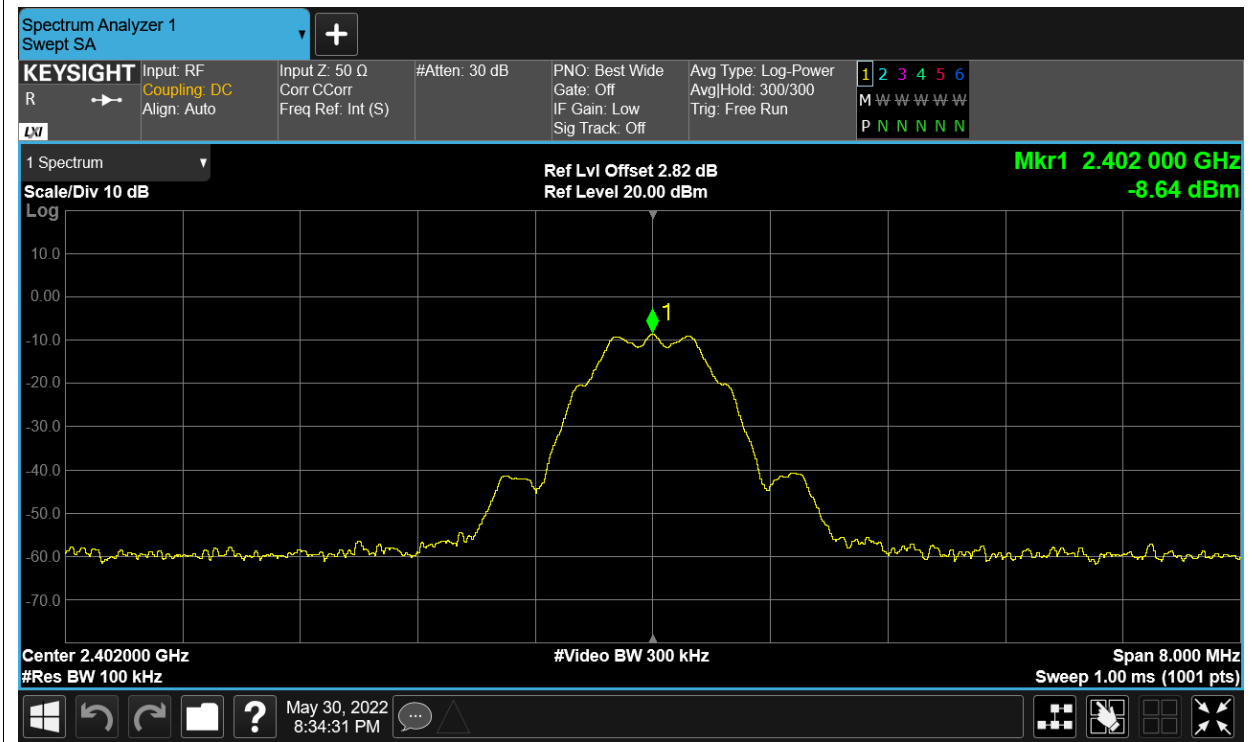 Spectrum Analyzer 1
Swept SA
KEYSIGHT
R
LXI
Input: RF
Coupling: DC
Align: Auto
Input Z: 50 Ω
Corr CCorr
Freq Ref: Int (S)
#Atten: 30 dB
PNO: Best Wide
Gate: Off
IF Gain: Low
Sig Track: Off
Avg Type: Log-Power
Avg|Hold: 300/300
Trig: Free Run
1 2 3 4 5 6
M W W W W W
P N N N N N
1 Spectrum
Scale/Div 10 dB
Ref Lvl Offset 2.82 dB
Ref Level 20.00 dBm
Mkr1 2.402 000 GHz
-8.64 dBm
Log
10.0
0.00
-10.0
-20.0
-30.0
-40.0
-50.0
-60.0
-70.0
1
Center 2.402000 GHz
#Res BW 100 kHz
#Video BW 300 kHz
Span 8.000 MHz
Sweep 1.00 ms (1001 pts)
?
May 30, 2022
8:34:31 PM